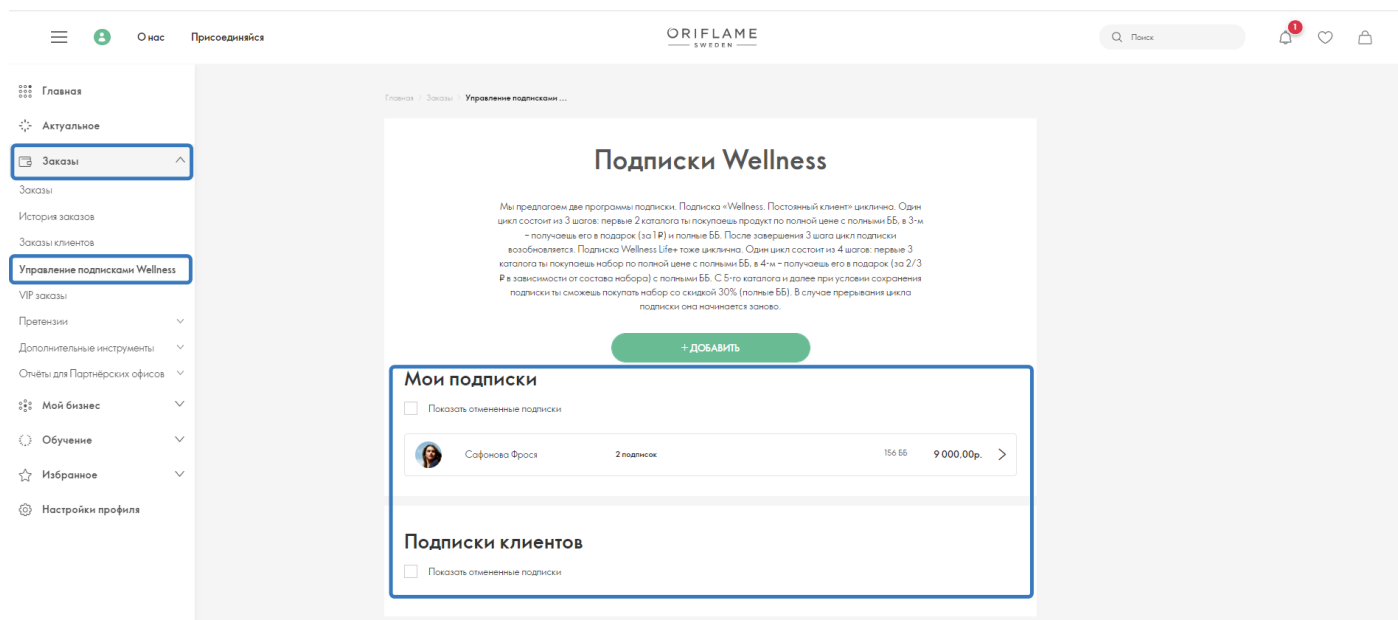 О нас
Присоединяйся
ORIFLAME
SWEDEN
Поиск
1
Главная
Актуальное
Заказы
Заказы
История заказов
Заказы клиентов
Управление подписками Wellness
VIP заказы
Претензии
Дополнительные инструменты
Отчёты для Партнёрских офисов
Мой бизнес
Обучение
Избранное
Настройки профиля
Главная / Заказы / Управление подписками ...
Подписки Wellness
Мы предлагаем две программы подписки. Подписка «Wellness. Постоянный клиент» циклична. Один
цикл состоит из 3 шагов: первые 2 каталога ты покупаешь продукт по полной цене с полными ББ, в 3-м
– получаешь его в подарок (за 1 ₽) и полные ББ. После завершения 3 шага цикл подписки
возобновляется. Подписка Wellness Life+ тоже циклична. Один цикл состоит из 4 шагов: первые 3
каталога ты покупаешь набор по полной цене с полными ББ, в 4-м – получаешь его в подарок (за 2/3
₽ в зависимости от состава набора) с полными ББ. С 5-го каталога и далее при условии сохранения
подписки ты сможешь покупать набор со скидкой 30% (полные ББ). В случае прерывания цикла
подписки она начинается заново.
+ ДОБАВИТЬ
Мои подписки
Показать отмененные подписки
Сафонова Фрося
2 подписок
156 ББ
9 000,00р.
Подписки клиентов
Показать отмененные подписки